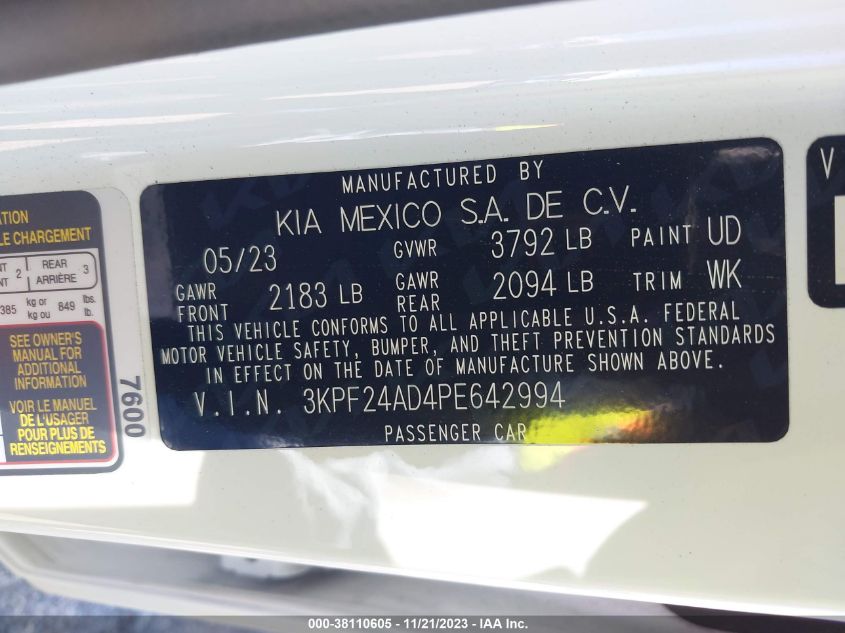 MANUFACTURED BY
KIA MEXICO S.A. DE C.V.
05/23 GVWR 3792 LB PAINT UD
GAWR FRONT 2183 LB GAWR REAR 2094 LB TRIM WK
THIS VEHICLE CONFORMS TO ALL APPLICABLE U.S.A. FEDERAL
MOTOR VEHICLE SAFETY, BUMPER, AND THEFT PREVENTION STANDARDS
IN EFFECT ON THE DATE OF MANUFACTURE SHOWN ABOVE.
V.I.N. 3KPF24AD4PE642994
PASSENGER CAR
CHARGEMENT
2 REAR ARRIÈRE 3
385 kg or kg ou 849 lbs. lb.
SEE OWNER'S
MANUAL FOR
ADDITIONAL
INFORMATION
VOIR LE MANUEL
DE L'USAGER
POUR PLUS DE
RENSEIGNEMENTS
7600
V
000-38110605 - 11/21/2023 - IAA Inc.